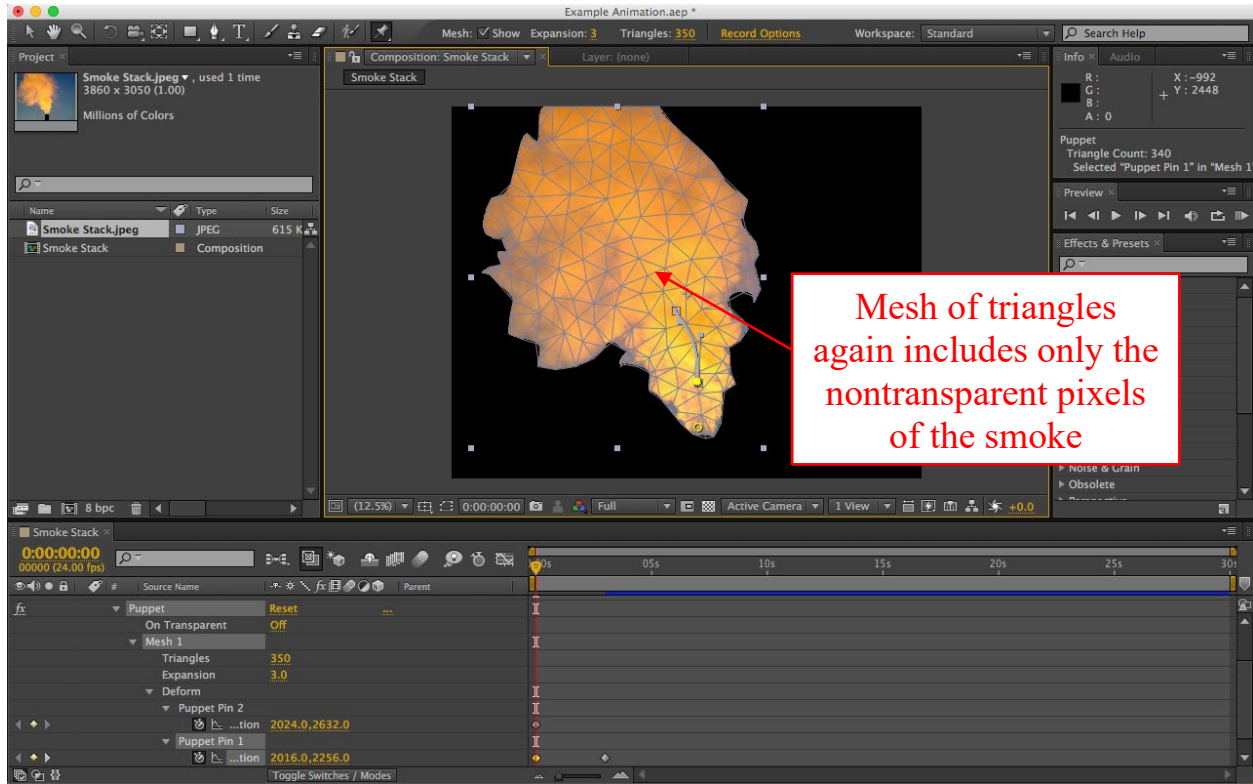 Example Animation.aep *
Mesh: Show Expansion: 3 Triangles: 350 Record Options Workspace: Standard Search Help
Project
Smoke Stack.jpeg , used 1 time
3860 x 3050 (1.00)
Millions of Colors
Name Type Size
Smoke Stack.jpeg JPEG 615 K
Smoke Stack Composition
8 bpc
Composition: Smoke Stack Layer: (none)
Smoke Stack
Mesh of triangles
again includes only the
nontransparent pixels
of the smoke
(12.5%) 0:00:00:00 Full Active Camera 1 View +0.0
Info Audio
R : X : -992
G : + Y : 2448
B :
A : 0
Puppet
Triangle Count: 340
Selected "Puppet Pin 1" in "Mesh 1"
Preview
Effects & Presets
Noise & Grain
Obsolete
Smoke Stack
0:00:00:00
00000 (24.00 fps)
# Source Name fx Parent
00s 05s 10s 15s 20s 25s 30s
fx Puppet Reset ...
On Transparent Off
Mesh 1
Triangles 350
Expansion 3.0
Deform
Puppet Pin 2
...tion 2024.0,2632.0
Puppet Pin 1
...tion 2016.0,2256.0
Toggle Switches / Modes